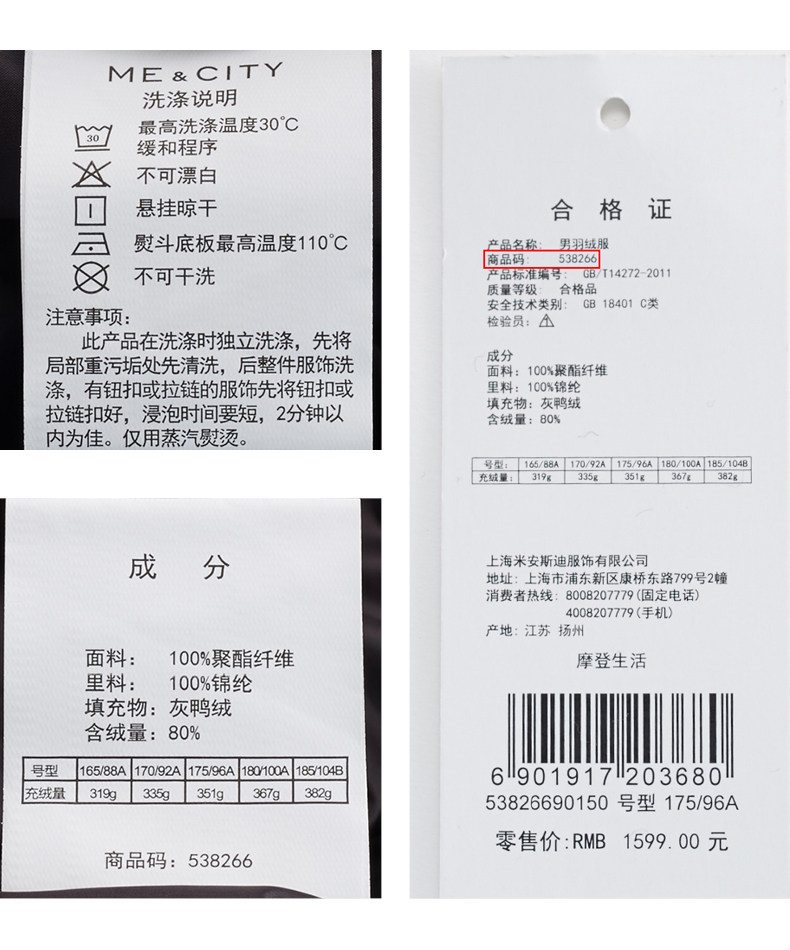 ME & CITY
洗涤说明
30
最高洗涤温度30℃
缓和程序
不可漂白
悬挂晾干
熨斗底板最高温度110℃
不可干洗
注意事项：
此产品在洗涤时独立洗涤，先将
局部重污垢处先清洗，后整件服饰洗
涤，有钮扣或拉链的服饰先将钮扣或
拉链扣好，浸泡时间要短，2分钟以
内为佳。仅用蒸汽熨烫。
成 分
面料： 100%聚酯纤维
里料： 100%锦纶
填充物：灰鸭绒
含绒量：80%
号型 165/88A 170/92A 175/96A 180/100A 185/104B
充绒量 319g 335g 351g 367g 382g
商品码：538266
合 格 证
产品名称： 男羽绒服
商品码： 538266
产品标准编号： GB/T14272-2011
质量等级： 合格品
安全技术类别： GB 18401 C类
检验员：
成分
面料：100%聚酯纤维
里料：100%锦纶
填充物：灰鸭绒
含绒量：80%
号型： 165/88A 170/92A 175/96A 180/100A 185/104B
充绒量： 319g 335g 351g 367g 382g
上海米安斯迪服饰有限公司
地址：上海市浦东新区康桥东路799号2幢
消费者热线：8008207779(固定电话)
4008207779(手机)
产地：江苏 扬州
摩登生活
6 901917 203680
53826690150 号型 175/96A
零售价:RMB 1599.00 元